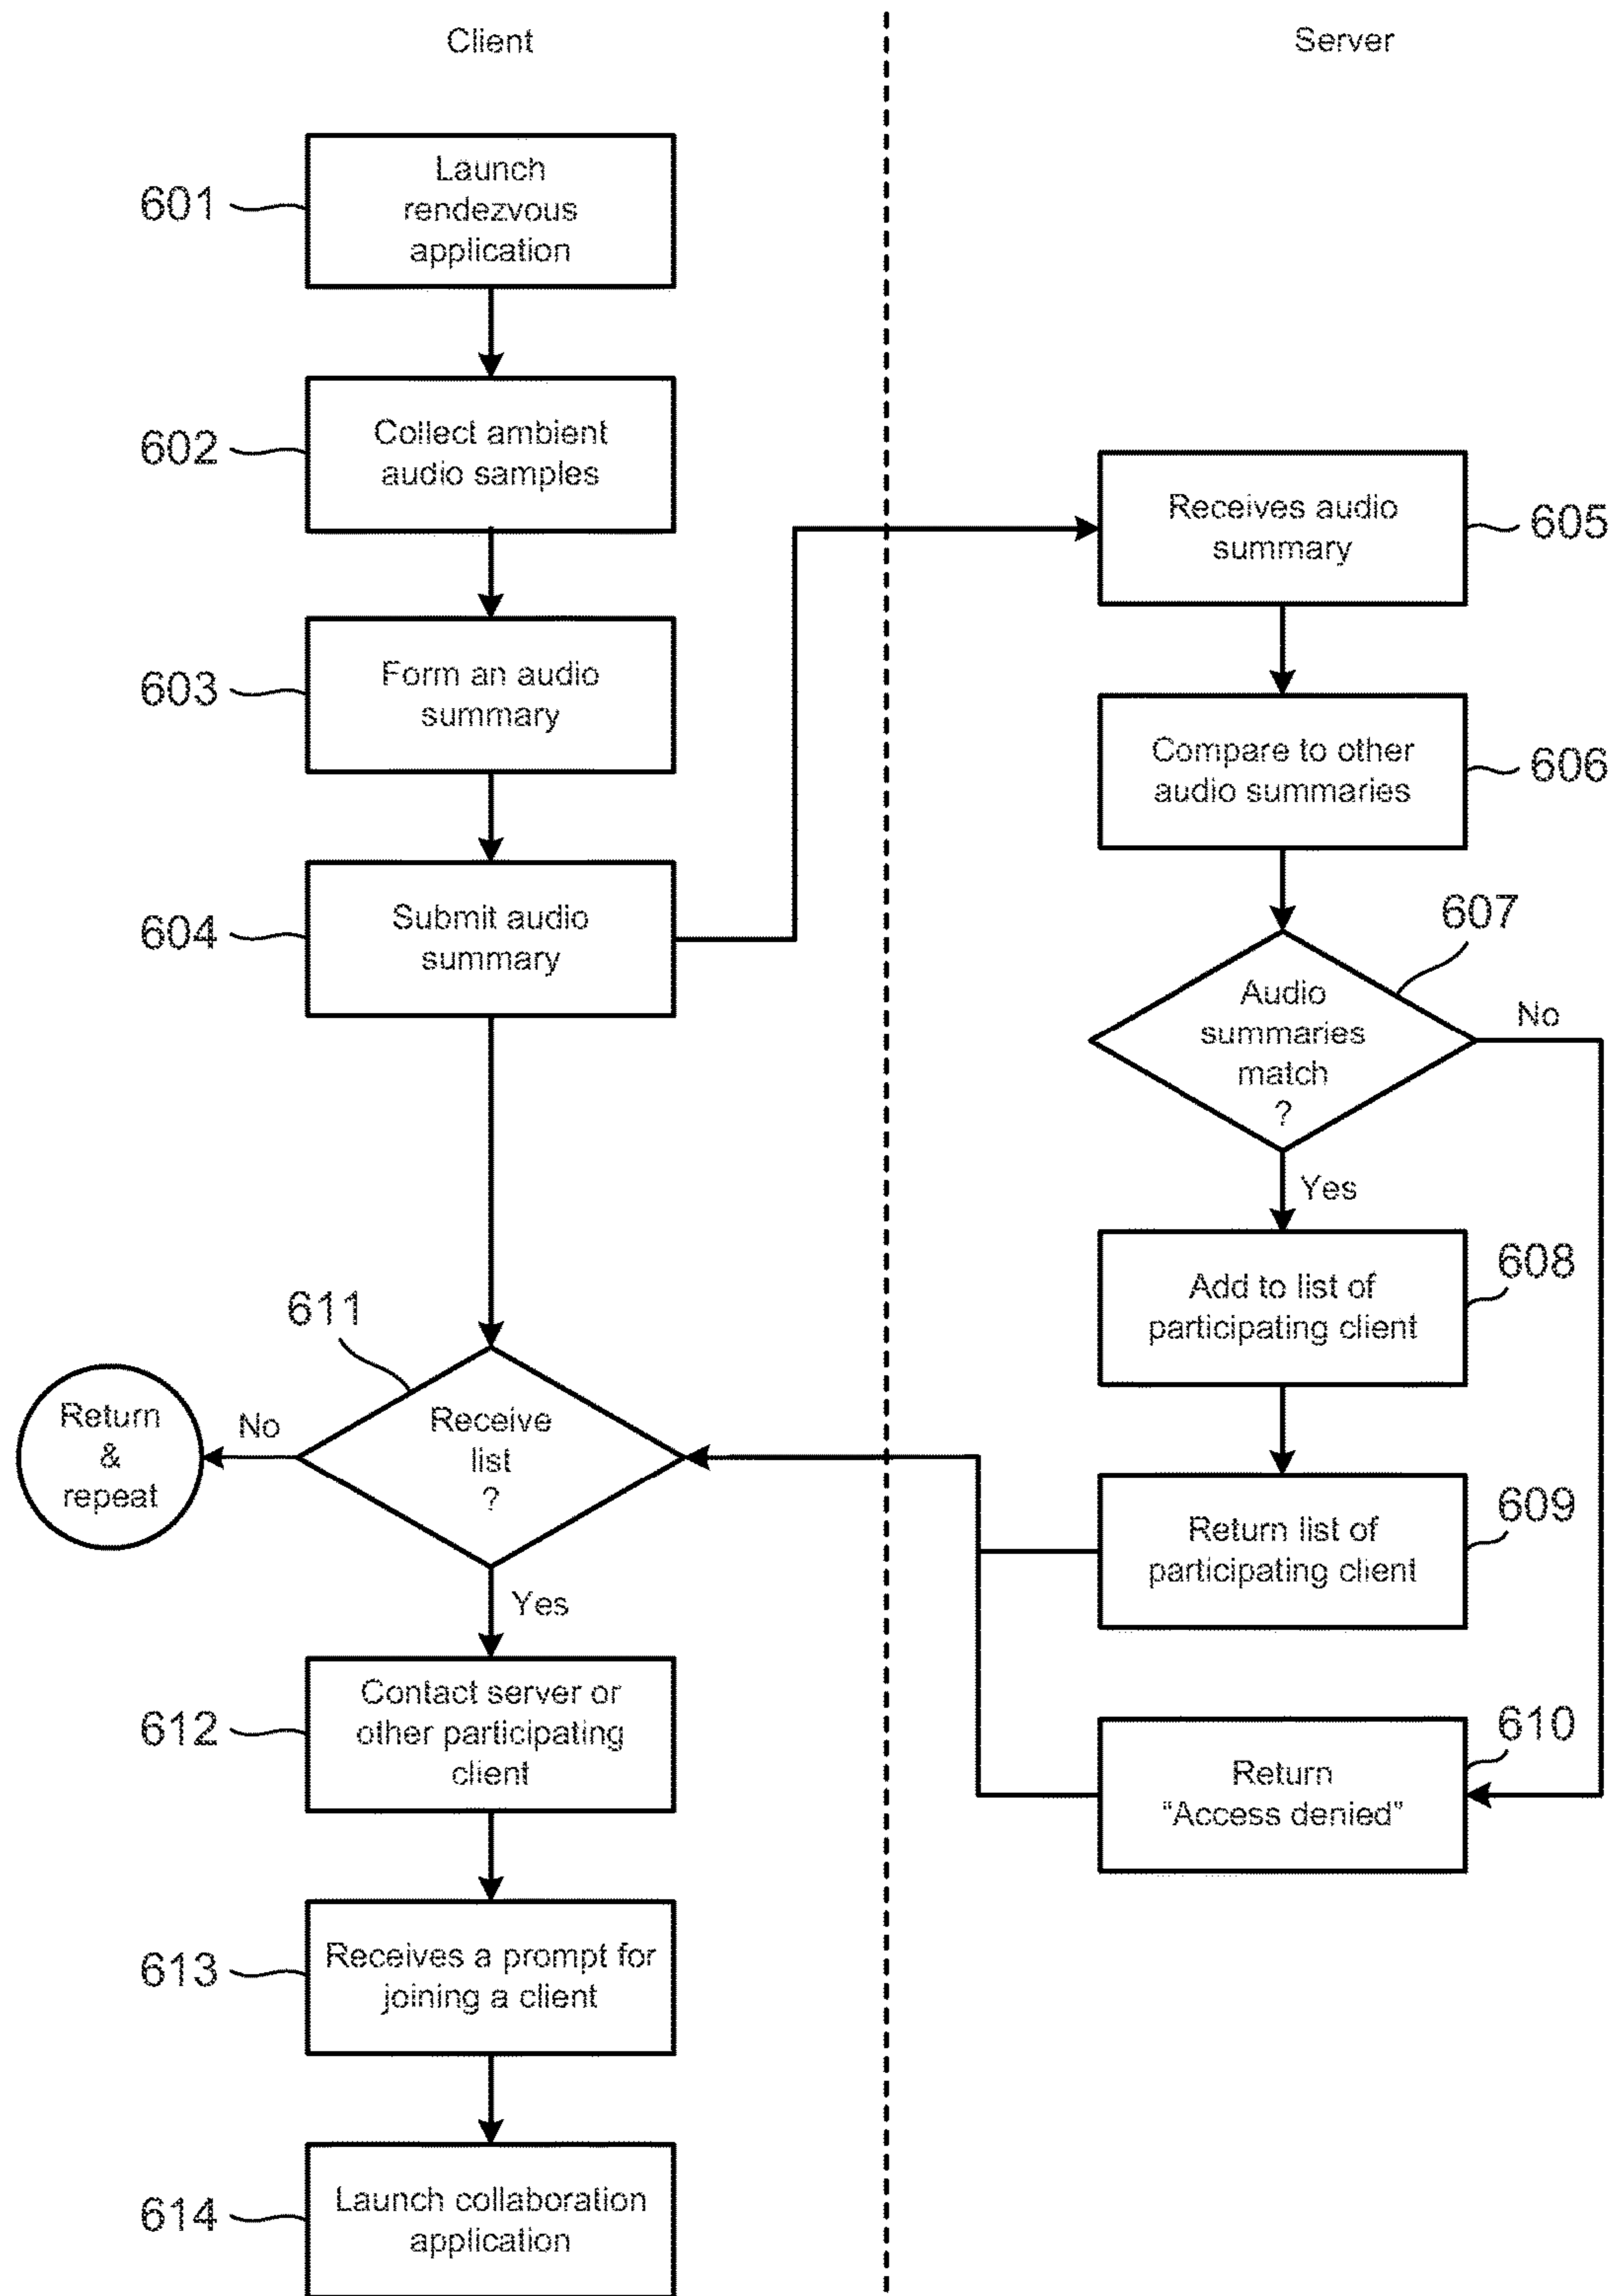 Client
Server
601
Launch
rendezvous
application
602
Collect ambient
audio samples
603
Form an audio
summary
604
Submit audio
summary
Receives audio
summary
605
Compare to other
audio summaries
606
607
Audio
summaries
match
?
No
Yes
Add to list of
participating client
608
Return list of
participating client
609
Return
“Access denied”
610
611
Receive
list
?
No
Return
&
repeat
Yes
612
Contact server or
other participating
client
613
Receives a prompt for
joining a client
614
Launch collaboration
application